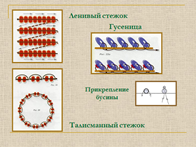 Ленивый стежок
Гусеница
Прикрепление
бусины
Талисманный стежок